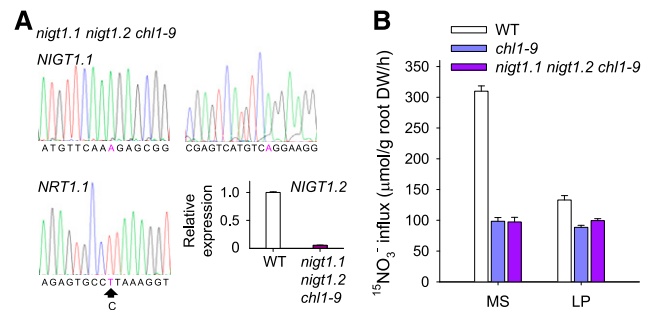 A
nigt1.1 nigt1.2 chl1-9
NIGT1.1
ATGTTCAAAGAGCGG
CGAGTCATGTCAGGAAGG
NRT1.1
AGAGTGCCTTAAAGGT
C
NIGT1.2
Relative
expression
1.0
0.5
0
WT
nigt1.1
nigt1.2
chl1-9
B
WT
chl1-9
nigt1.1 nigt1.2 chl1-9
¹⁵NO₃⁻ influx (μmol/g root DW/h)
350
300
250
200
150
100
50
0
MS
LP